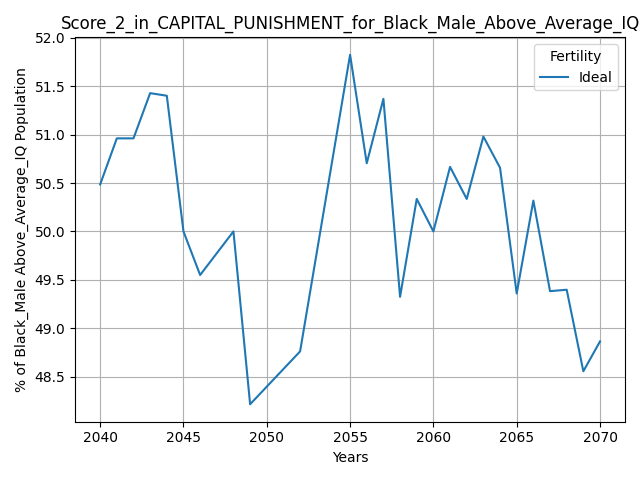 Score_2_in_CAPITAL_PUNISHMENT_for_Black_Male_Above_Average_IQ
52.0
51.5
51.0
50.5
50.0
49.5
49.0
48.5
% of Black_Male Above_Average_IQ Population
Fertility
Ideal
2040 2045 2050 2055 2060 2065 2070
Years